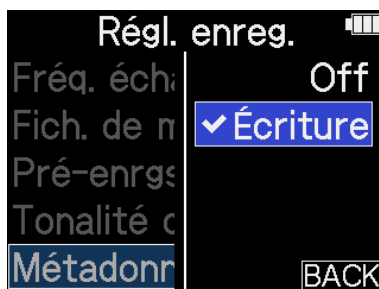 Régl. enreg.
Fréq. écha
Off
Fich. de m
Écriture
Pré-enrgs
Tonalité d
Métadonn
BACK